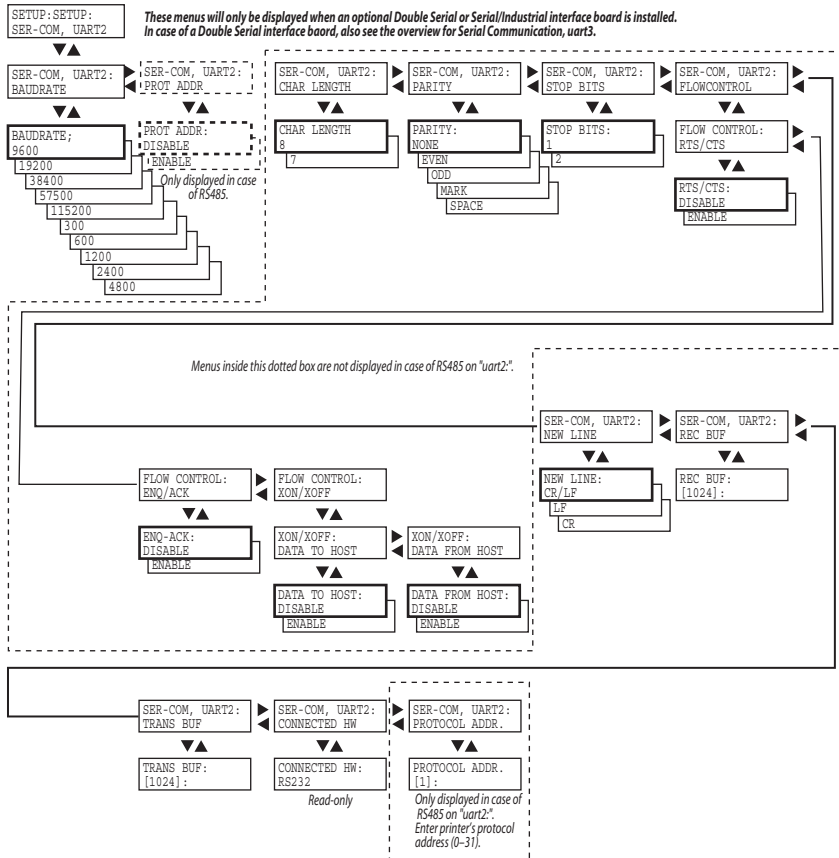 SETUP:SETUP:
SER-COM, UART2
These menus will only be displayed when an optional Double Serial or Serial/Industrial interface board is installed.
In case of a Double Serial interface baord, also see the overview for Serial Communication, uart3.
SER-COM, UART2:
BAUDRATE
SER-COM, UART2:
PROT ADDR
SER-COM, UART2:
CHAR LENGTH
SER-COM, UART2:
PARITY
SER-COM, UART2:
STOP BITS
SER-COM, UART2:
FLOWCONTROL
BAUDRATE;
9600
19200
38400
57500
115200
300
600
1200
2400
4800
PROT ADDR:
DISABLE
ENABLE
Only displayed in case
of RS485.
CHAR LENGTH
8
7
PARITY:
NONE
EVEN
ODD
MARK
SPACE
STOP BITS:
1
2
FLOW CONTROL:
RTS/CTS
RTS/CTS:
DISABLE
ENABLE
Menus inside this dotted box are not displayed in case of RS485 on "uart2:".
SER-COM, UART2:
NEW LINE
SER-COM, UART2:
REC BUF
NEW LINE:
CR/LF
LF
CR
REC BUF:
[1024]:
FLOW CONTROL:
ENQ/ACK
FLOW CONTROL:
XON/XOFF
ENQ-ACK:
DISABLE
ENABLE
XON/XOFF:
DATA TO HOST
XON/XOFF:
DATA FROM HOST
DATA TO HOST:
DISABLE
ENABLE
DATA FROM HOST:
DISABLE
ENABLE
SER-COM, UART2:
TRANS BUF
SER-COM, UART2:
CONNECTED HW
SER-COM, UART2:
PROTOCOL ADDR.
TRANS BUF:
[1024]:
CONNECTED HW:
RS232
Read-only
PROTOCOL ADDR.
[1]:
Only displayed in case of
RS485 on "uart2:".
Enter printer's protocol
address (0–31).